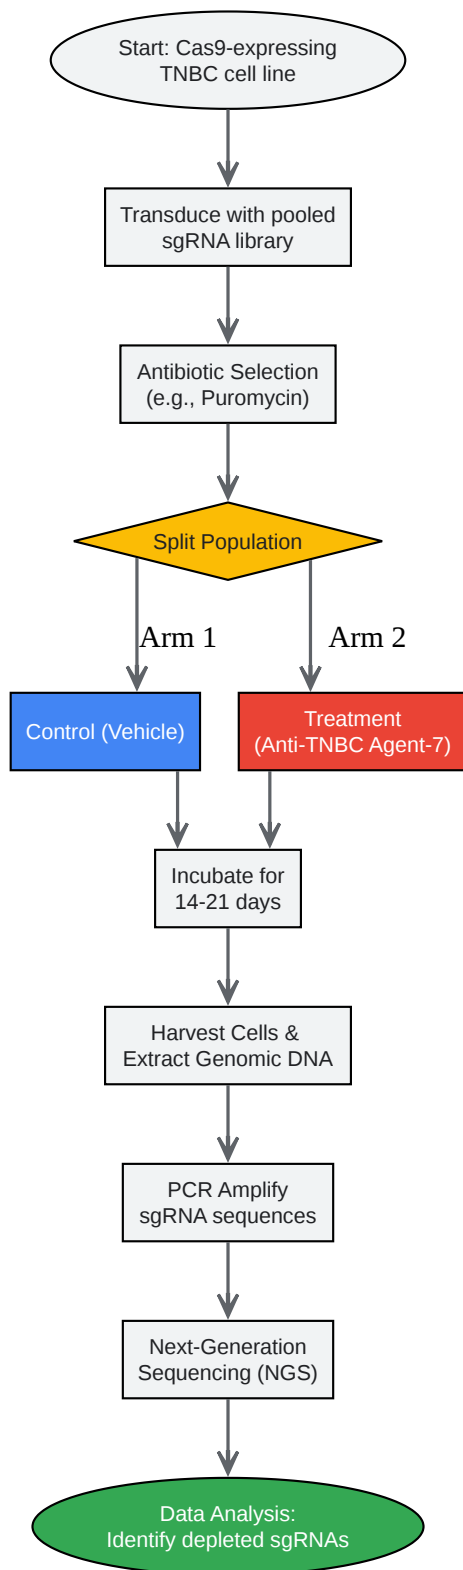 Start: Cas9-expressing
TNBC cell line
Transduce with pooled
sgRNA library
Antibiotic Selection
(e.g., Puromycin)
Split Population
Arm 1
Arm 2
Control (Vehicle)
Treatment
(Anti-TNBC Agent-7)
Incubate for
14-21 days
Harvest Cells &
Extract Genomic DNA
PCR Amplify
sgRNA sequences
Next-Generation
Sequencing (NGS)
Data Analysis:
Identify depleted sgRNAs